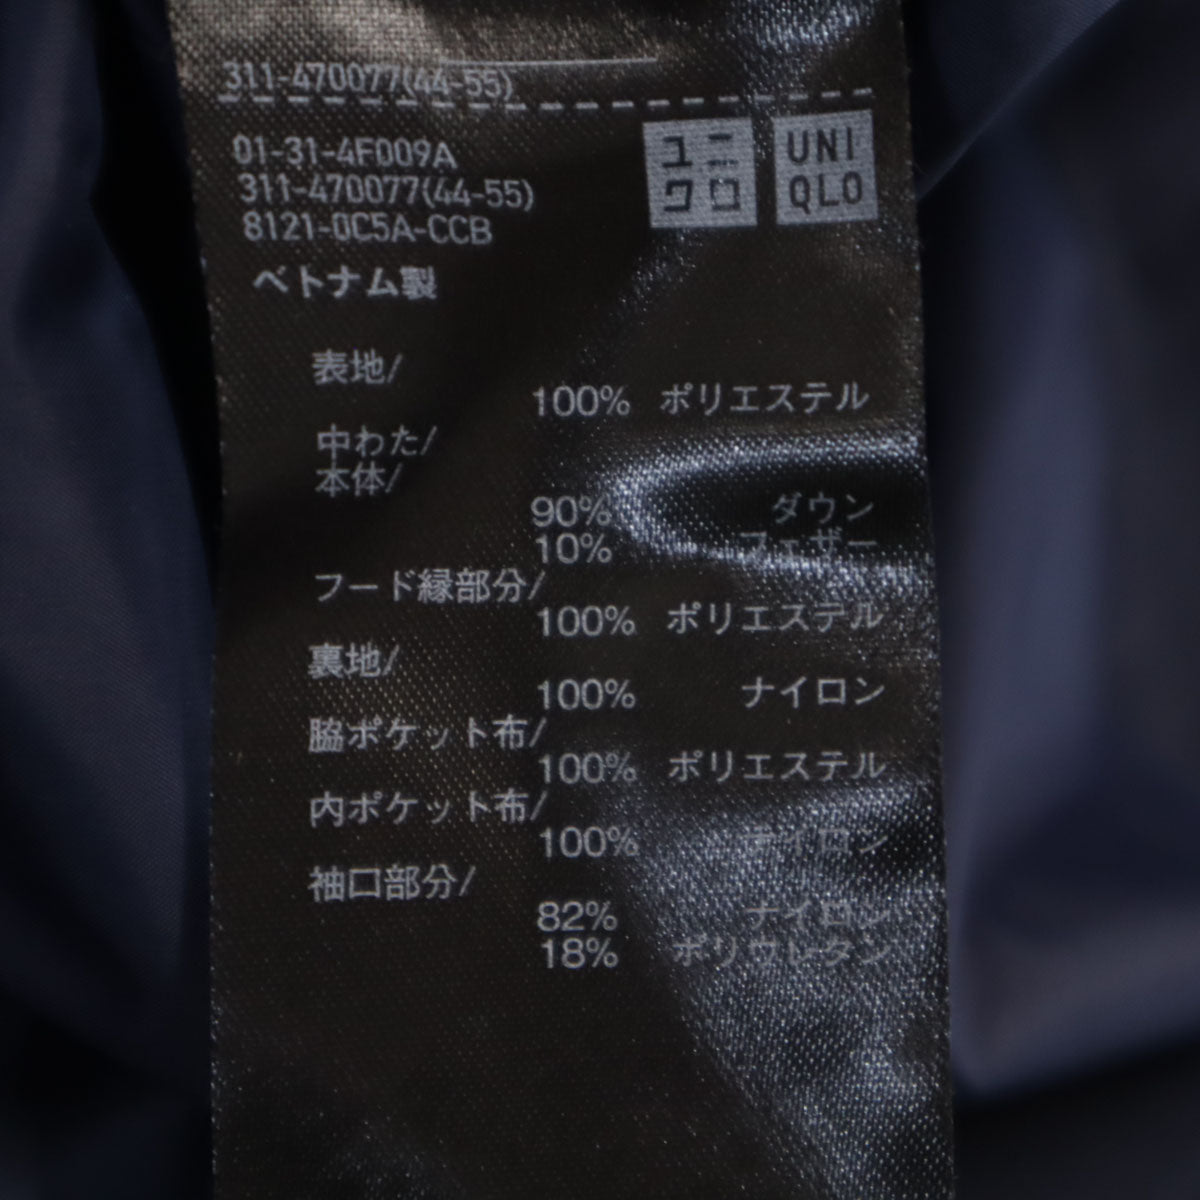 311-470077(44-55)
01-31-4F009A
311-470077(44-55)
8121-0C5A-CCB
ユニ
クロ
UNI
QLO
ベトナム製
表地/
100% ポリエステル
中わた/
本体/
90% ダウン
10% フェザー
フード縁部分/
100% ポリエステル
裏地/
100% ナイロン
脇ポケット布/
100% ポリエステル
内ポケット布/
100% ナイロン
袖口部分/
82% ナイロン
18% ポリウレタン